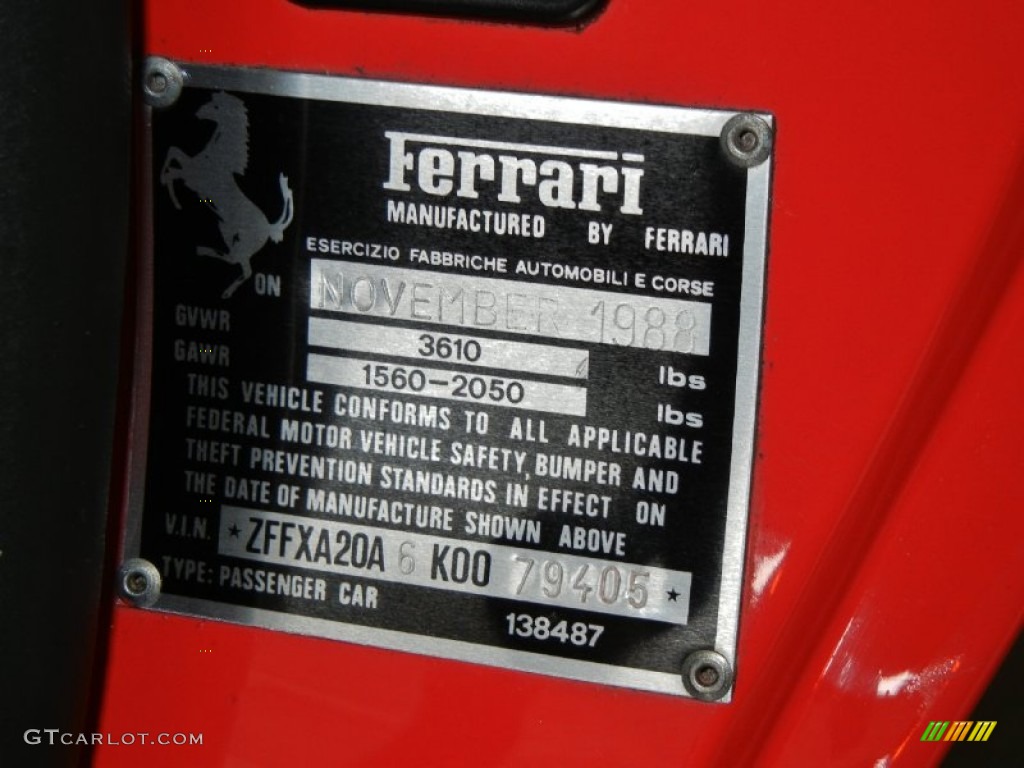 Ferrari
MANUFACTURED BY FERRARI
ESERCIZIO FABBRICHE AUTOMOBILI E CORSE
ON NOVEMBER 1988
GVWR 3610 lbs
GAWR 1560-2050 lbs
THIS VEHICLE CONFORMS TO ALL APPLICABLE
FEDERAL MOTOR VEHICLE SAFETY, BUMPER AND
THEFT PREVENTION STANDARDS IN EFFECT ON
THE DATE OF MANUFACTURE SHOWN ABOVE
V.I.N. * ZFFXA20A 6 K00 79405 *
TYPE: PASSENGER CAR
138487
GTCARLOT.COM